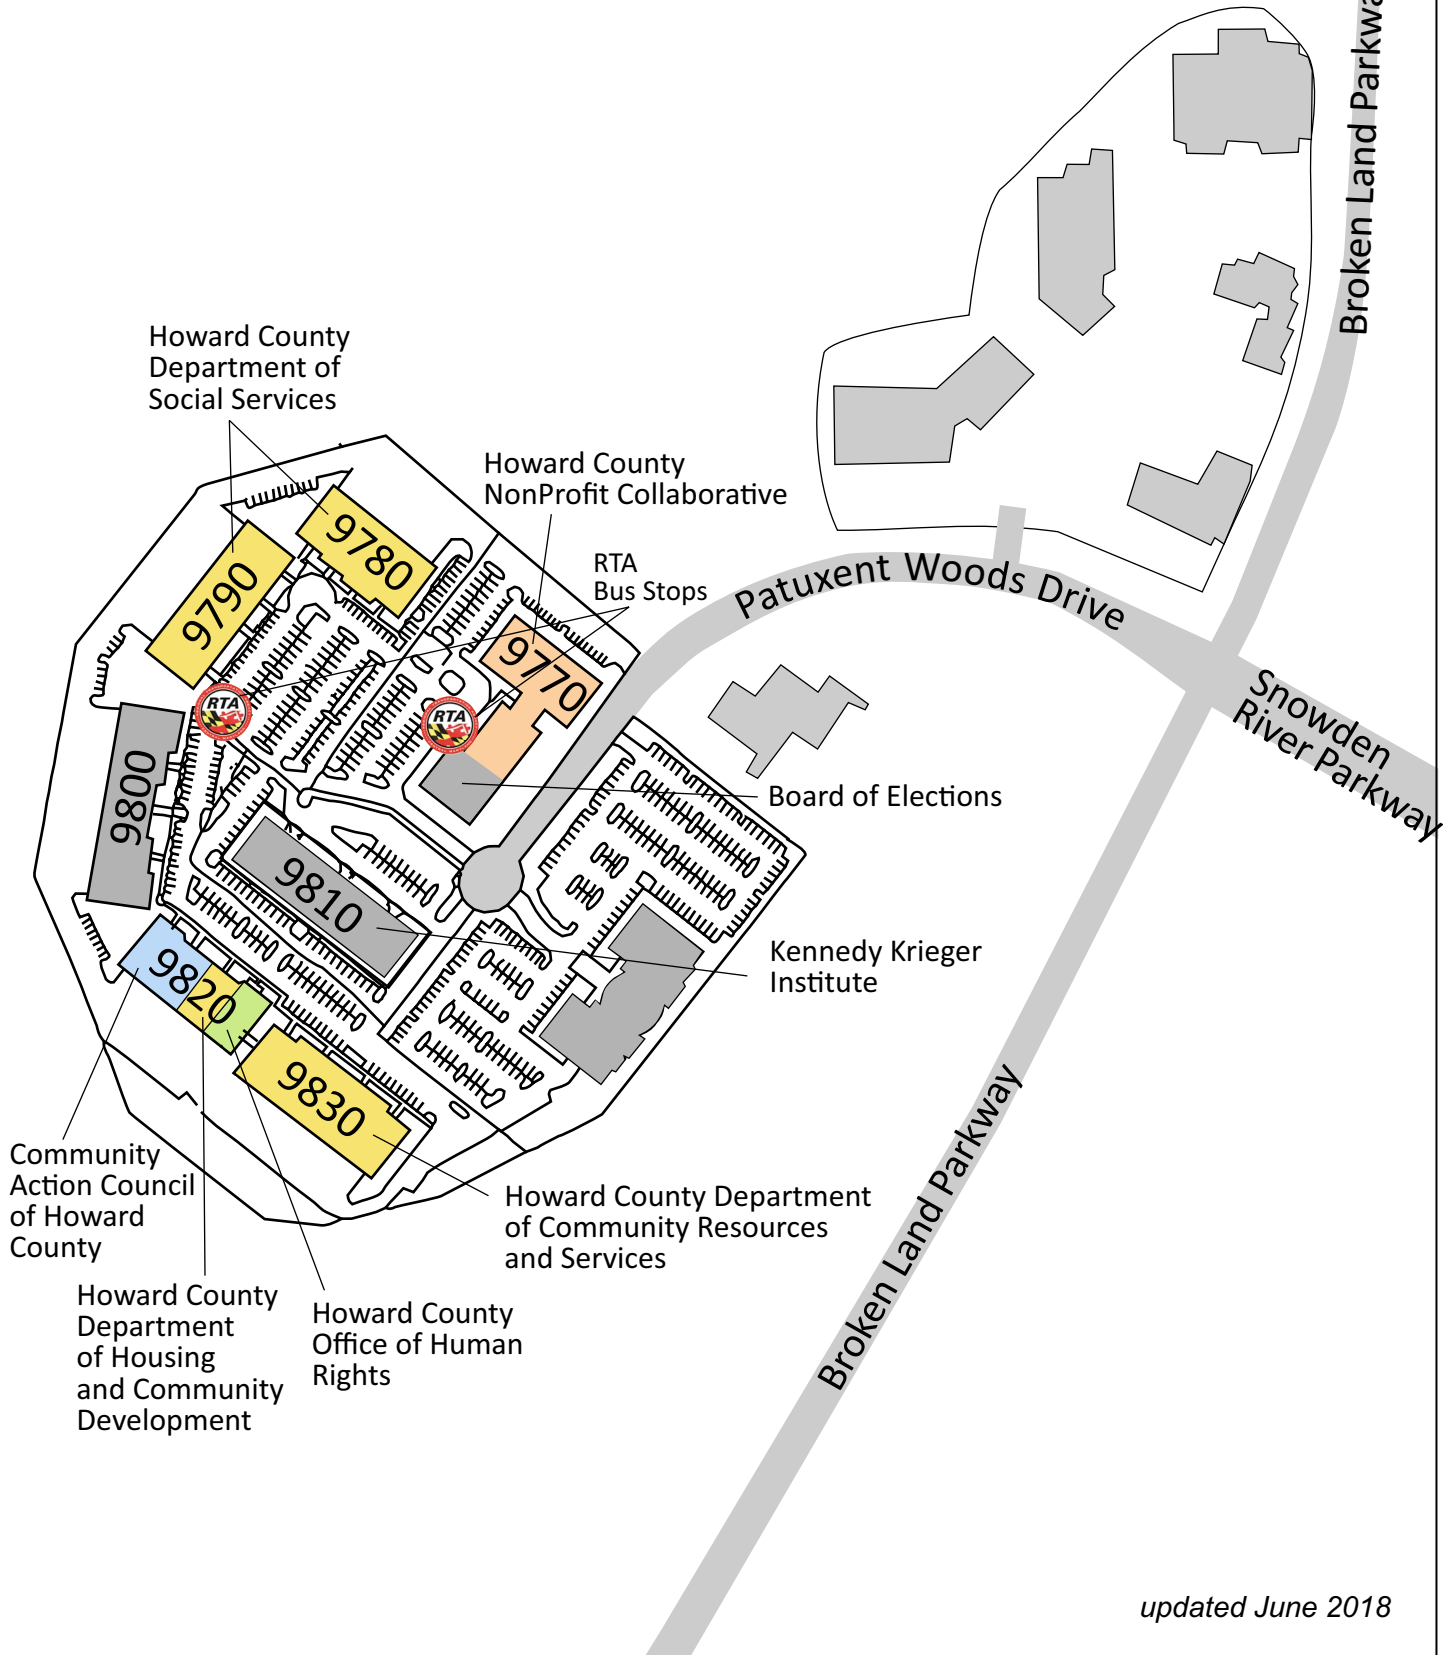 Broken Land Parkwa
Howard County
Department of
Social Services
Howard County
NonProfit Collaborative
RTA
Bus Stops
9780
9790
9770
Patuxent Woods Drive
Snowden
River Parkway
RTA
RTA
9800
Board of Elections
9810
Kennedy Krieger
Institute
9820
9830
Broken Land Parkway
Community
Action Council
of Howard
County
Howard County Department
of Community Resources
and Services
Howard County
Department
of Housing
and Community
Development
Howard County
Office of Human
Rights
updated June 2018